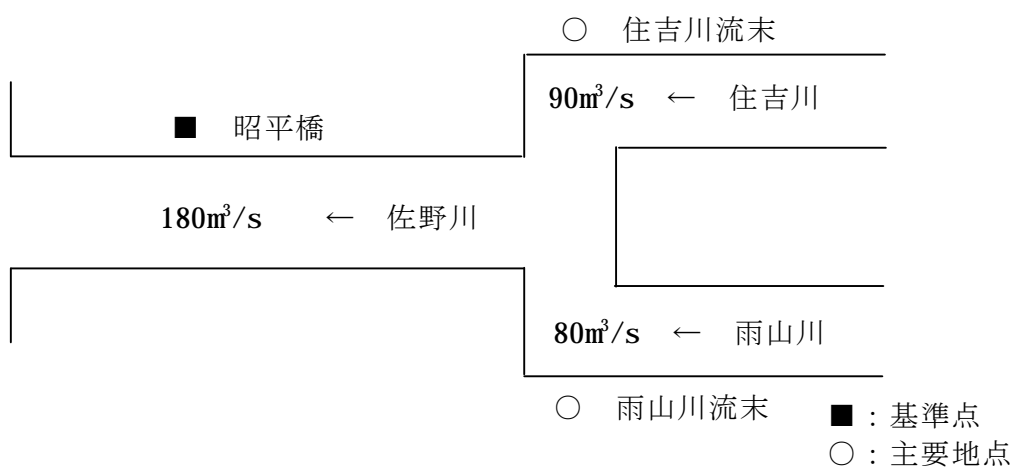 ○ 住吉川流末
90㎥/s ← 住吉川
■ 昭平橋
180㎥/s ← 佐野川
80㎥/s ← 雨山川
○ 雨山川流末
■：基準点
○：主要地点